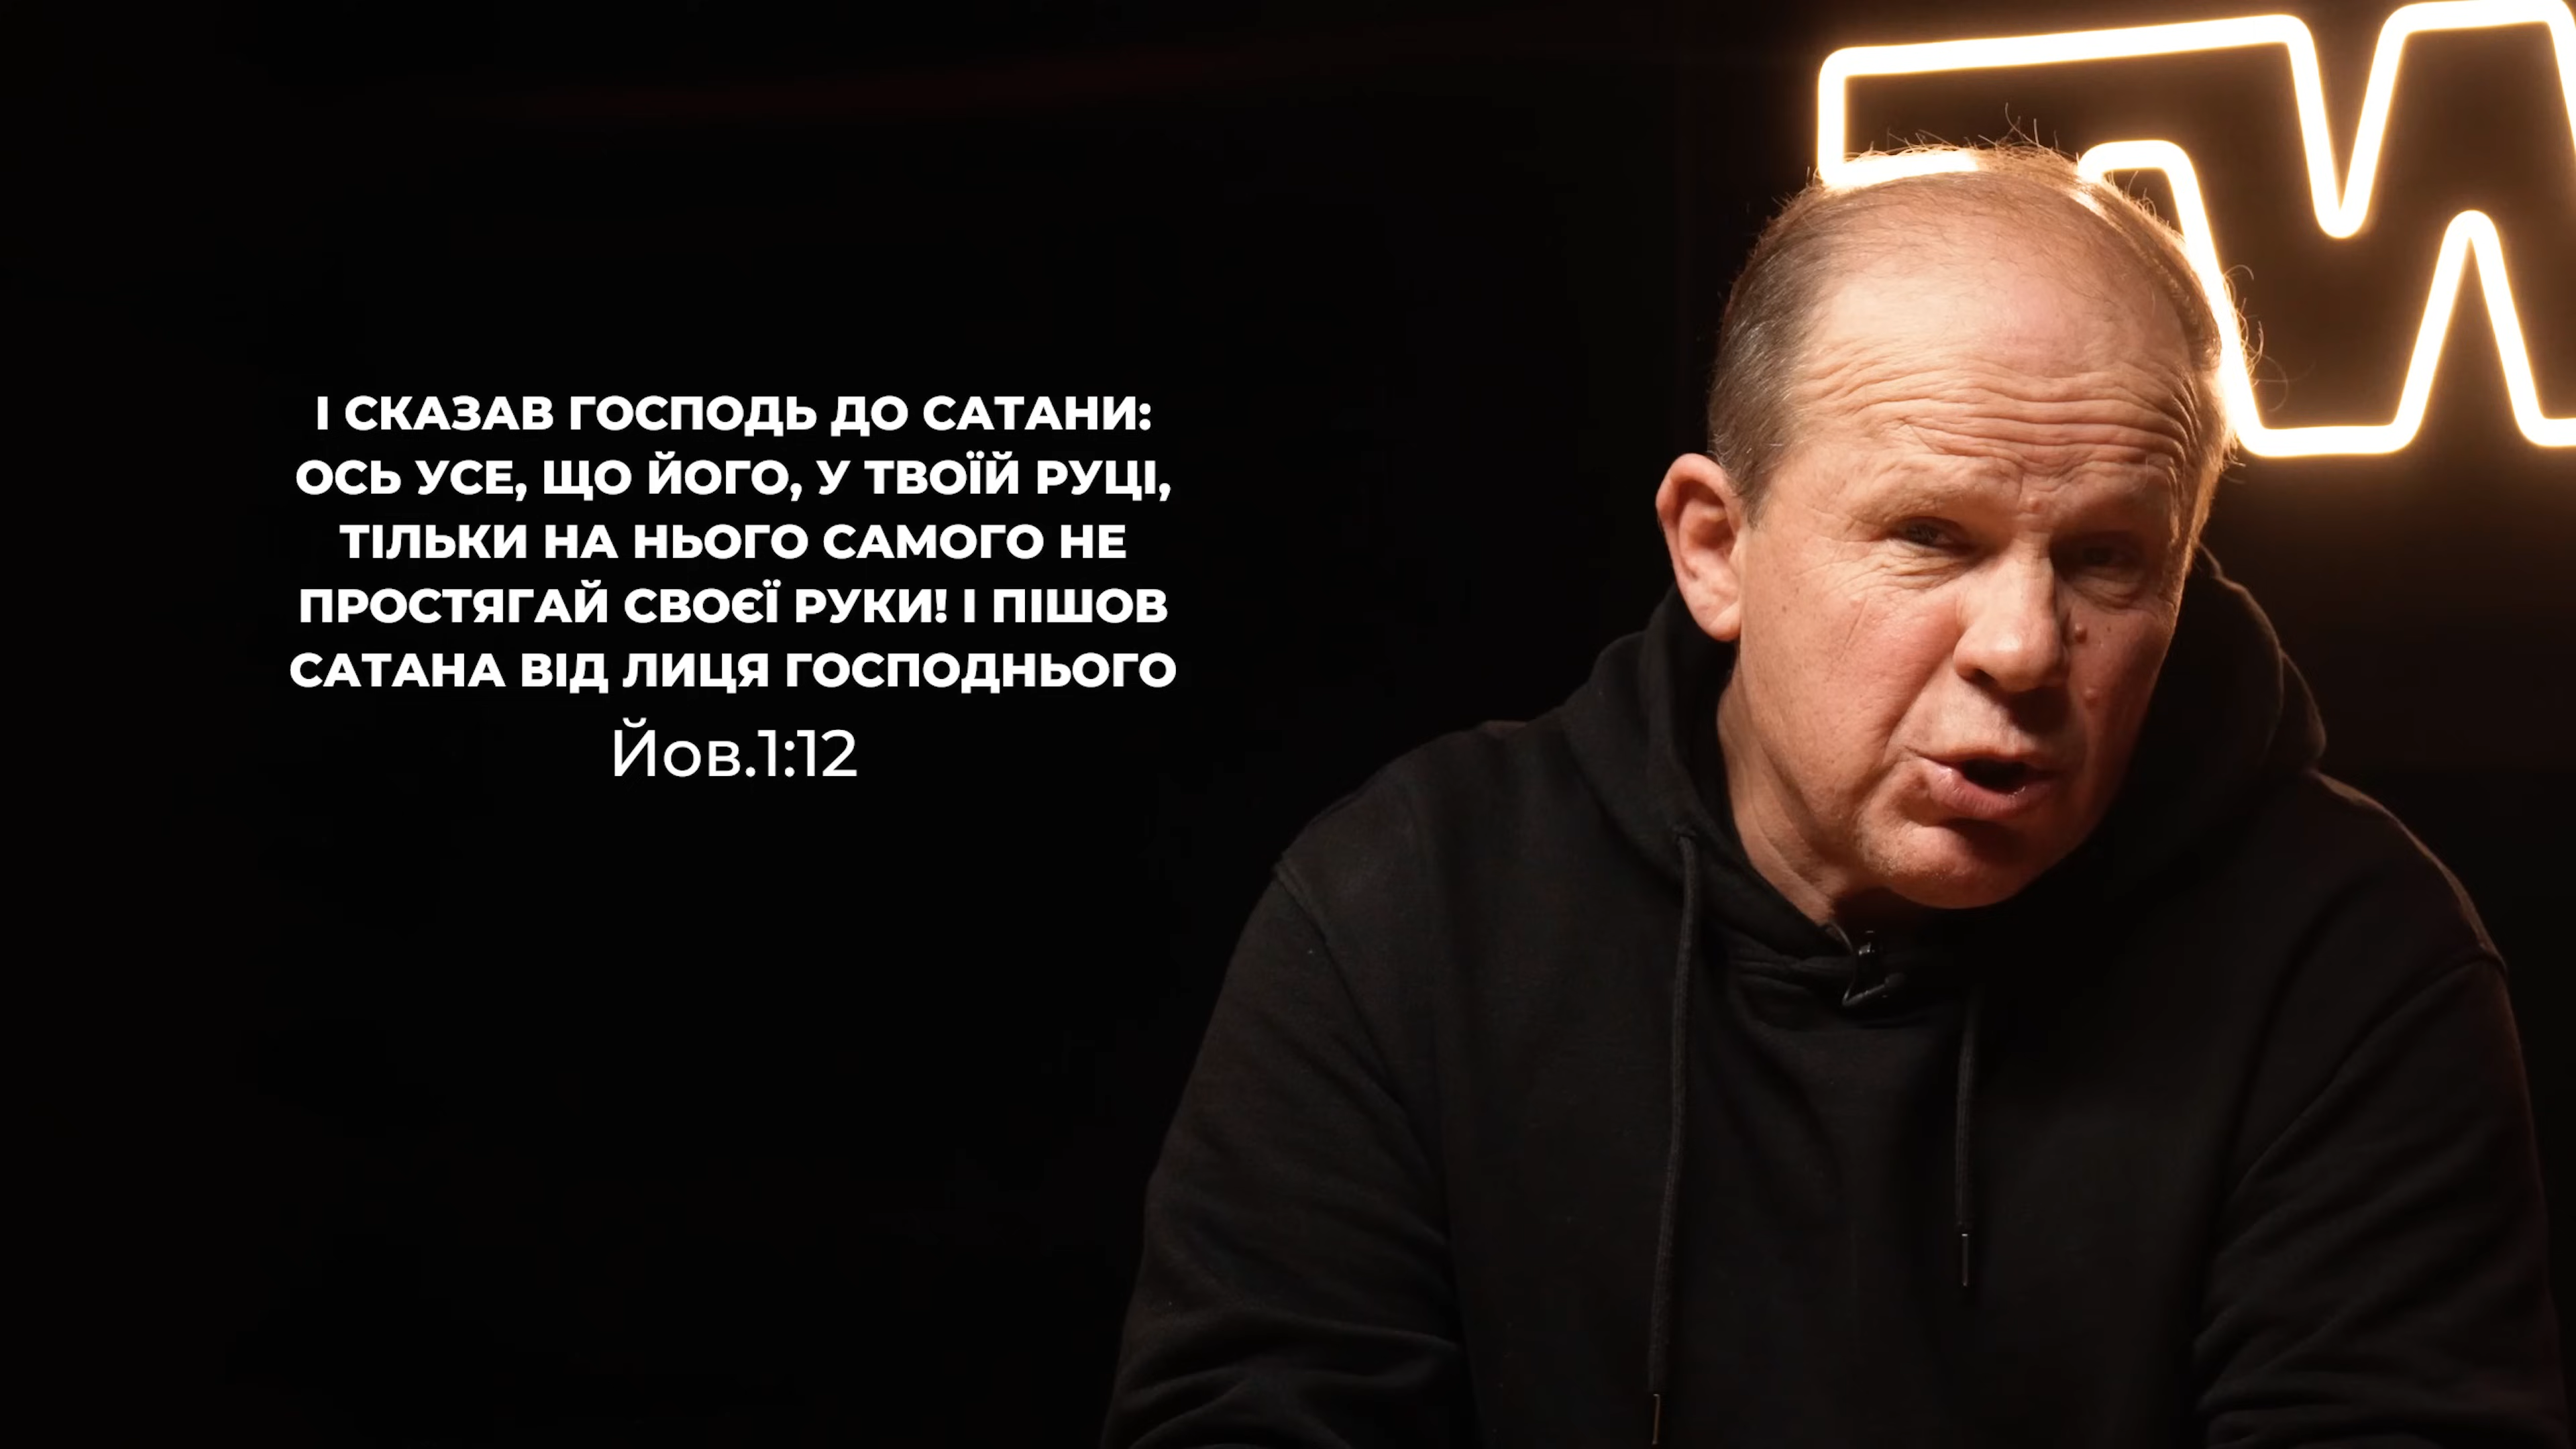 І СКАЗАВ ГОСПОДЬ ДО САТАНИ:
ОСЬ УСЕ, ЩО ЙОГО, У ТВОЇЙ РУЦІ,
ТІЛЬКИ НА НЬОГО САМОГО НЕ
ПРОСТЯГАЙ СВОЄЇ РУКИ! І ПІШОВ
САТАНА ВІД ЛИЦЯ ГОСПОДНЬОГО
Йов.1:12